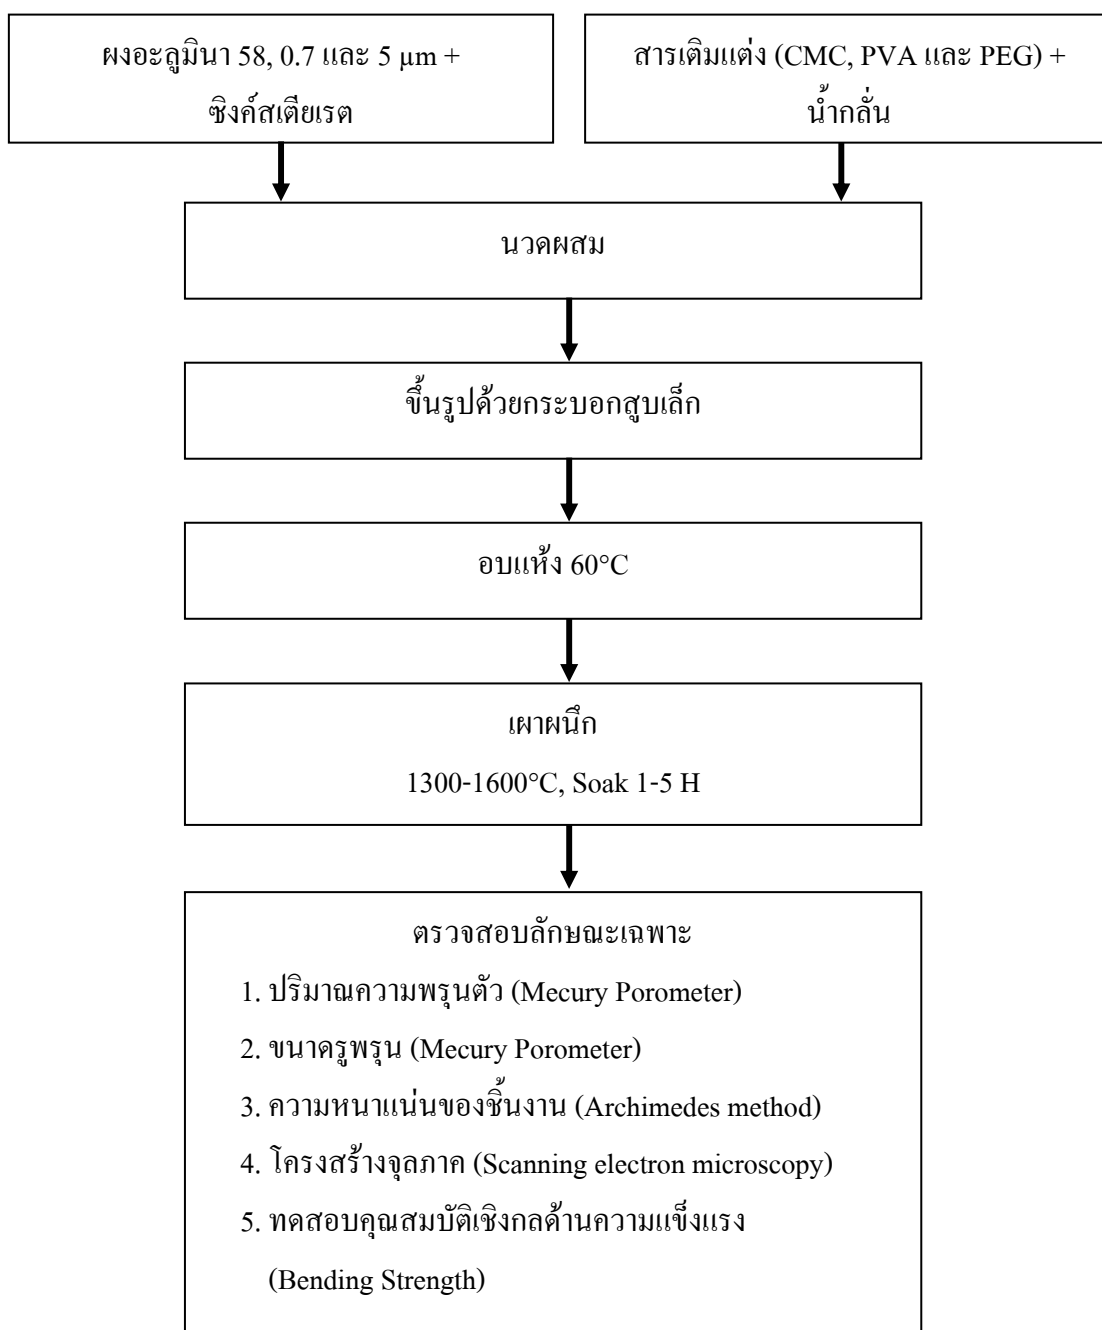 ผงอะลูมินา 58, 0.7 และ 5 µm +
ซิงค์สเตียเรต
สารเติมแต่ง (CMC, PVA และ PEG) +
น้ำกลั่น
นวดผสม
ขึ้นรูปด้วยกระบอกสูบเล็ก
อบแห้ง 60°C
เผาผนึก
1300-1600°C, Soak 1-5 H
ตรวจสอบลักษณะเฉพาะ
1. ปริมาณความพรุนตัว (Mecury Porometer)
2. ขนาดรูพรุน (Mecury Porometer)
3. ความหนาแน่นของชิ้นงาน (Archimedes method)
4. โครงสร้างจุลภาค (Scanning electron microscopy)
5. ทดสอบคุณสมบัติเชิงกลด้านความแข็งแรง
(Bending Strength)